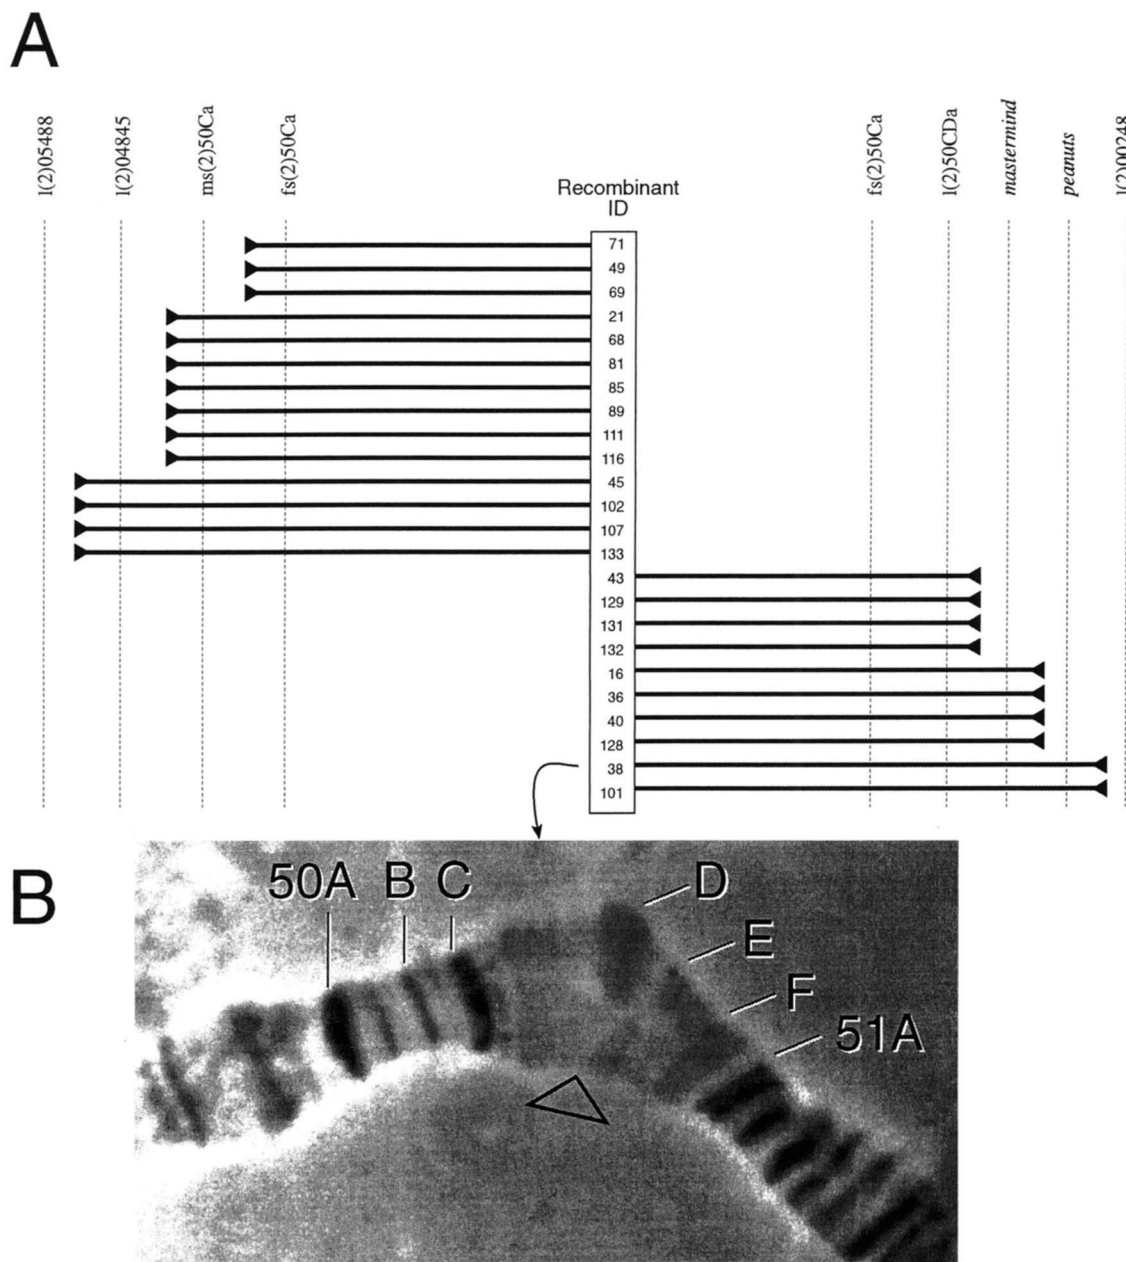 A
l(2)05488
l(2)04845
ms(2)50Ca
fs(2)50Ca
Recombinant
ID
fs(2)50Ca
l(2)50CDa
mastermind
peanuts
l(2)00248
71
49
69
21
68
81
85
89
111
116
45
102
107
133
43
129
131
132
16
36
40
128
38
101
B
50A B C D
E
F
51A